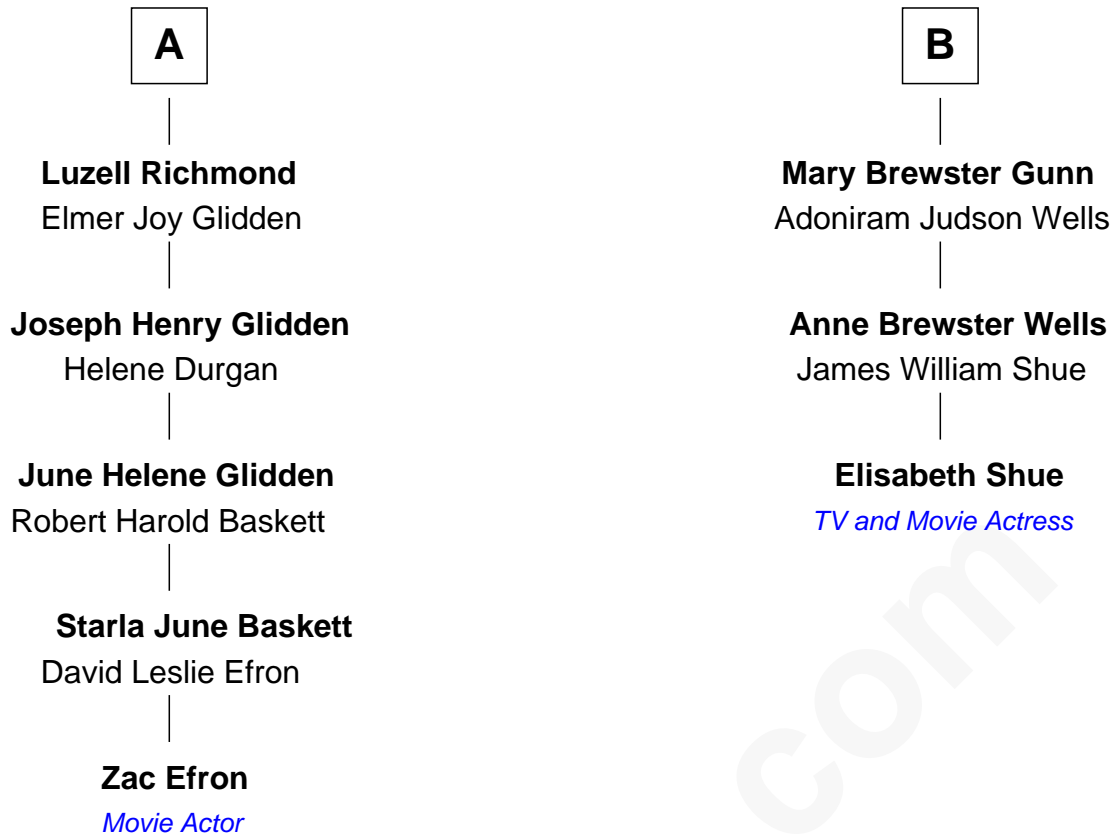 A
Luzell Richmond
Elmer Joy Glidden
Joseph Henry Glidden
Helene Durgan
June Helene Glidden
Robert Harold Baskett
Starla June Baskett
David Leslie Efron
Zac Efron
Movie Actor
B
Mary Brewster Gunn
Adoniram Judson Wells
Anne Brewster Wells
James William Shue
Elisabeth Shue
TV and Movie Actress
com